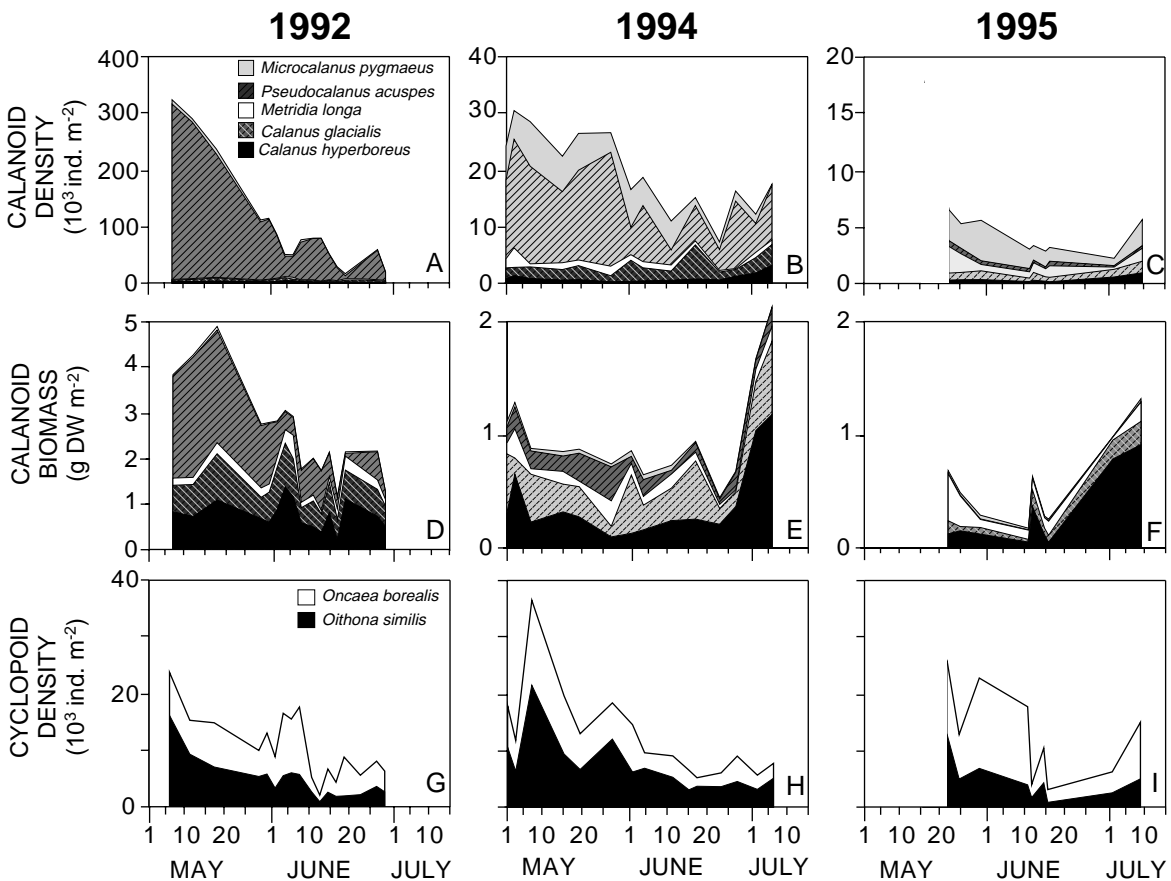 1992
1994
1995
CALANOID
DENSITY
(10³ ind. m⁻²)
400
300
200
100
0
Microcalanus pygmaeus
Pseudocalanus acuspes
Metridia longa
Calanus glacialis
Calanus hyperboreus
A
40
30
20
10
0
B
20
15
10
5
0
C
CALANOID
BIOMASS
(g DW m⁻²)
5
4
3
2
1
0
D
2
1
0
E
2
1
0
F
CYCLOPOID
DENSITY
(10³ ind. m⁻²)
40
20
0
Oncaea borealis
Oithona similis
G
H
I
1 10 20 1 10 20 1 10
MAY JUNE JULY
1 10 20 1 10 20 1 10
MAY JUNE JULY
1 10 20 1 10 20 1 10
MAY JUNE JULY